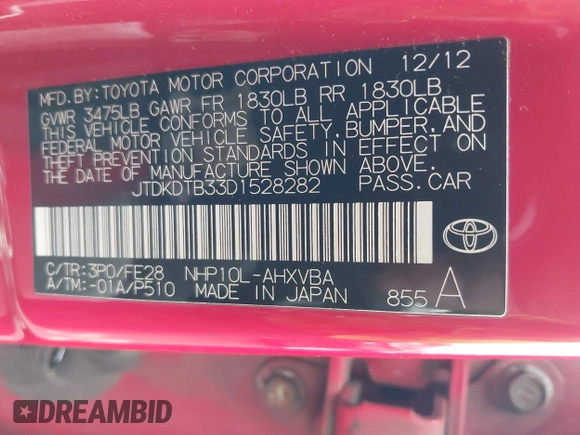 MFD.BY:TOYOTA MOTOR CORPORATION 12/12
GVWR 3475LB GAWR FR 1830LB RR 1830LB
THIS VEHICLE CONFORMS TO ALL APPLICABLE
FEDERAL MOTOR VEHICLE SAFETY,BUMPER,AND
THEFT PREVENTION STANDARDS IN EFFECT ON
THE DATE OF MANUFACTURE SHOWN ABOVE.
JTDKDTB33D1528282 PASS.CAR
C/TR:3P0/FE28 NHP10L-AHXVBA
A/TM:-01A/P510 MADE IN JAPAN 855 A
DREAMBID